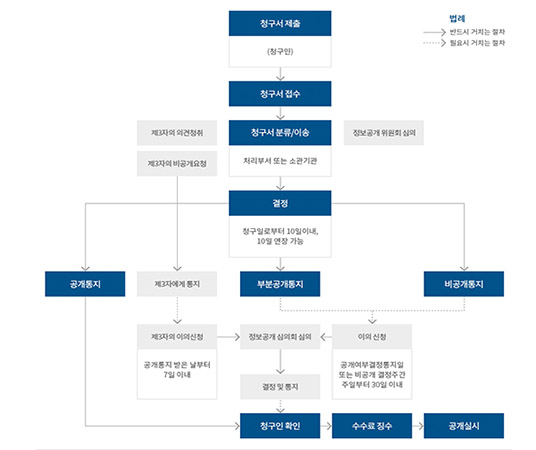 청구서 제출
(청구인)
법례
반드시 거치는 절차
필요시 거치는 절차
청구서 접수
제3자의 의견청취
청구서 분류/이송
정보공개 위원회 심의
제3자의 비공개요청
처리부서 또는 소관기관
결정
청구일로부터 10일이내,
10일 연장 가능
공개통지
제3자에게 통지
부분공개통지
비공개통지
제3자의 이의신청
정보공개 심의회 심의
이의 신청
공개통지 받은 날부터
7일 이내
공개여부결정통지일
또는 비공개 결정주간
주일부터 30일 이내
결정 및 통지
청구인 확인
수수료 징수
공개실시